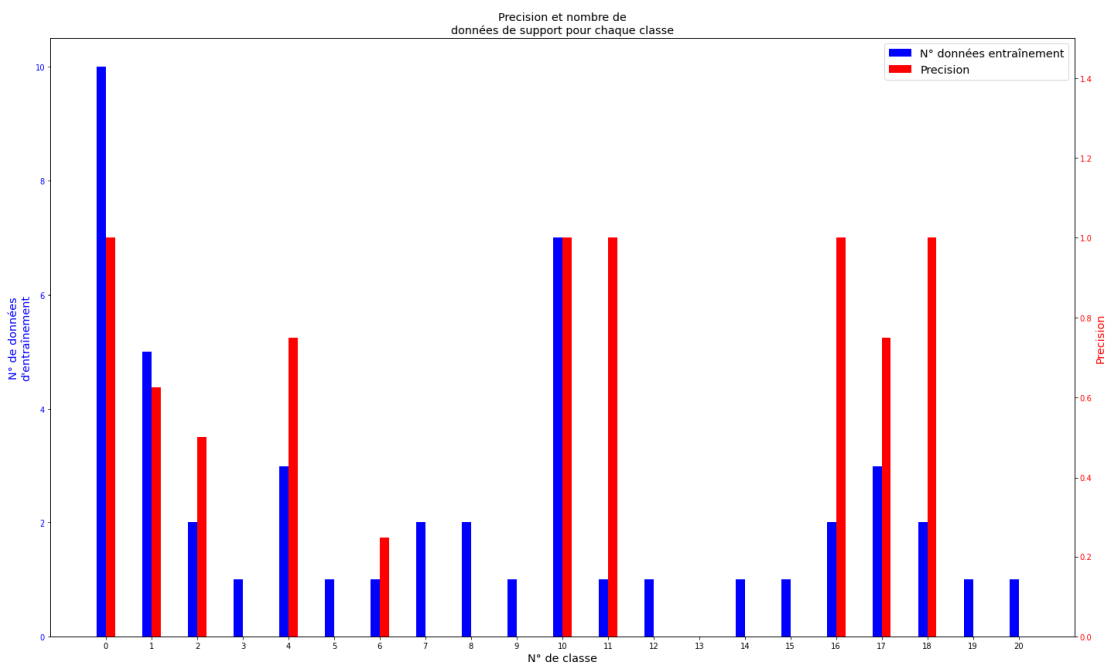 Precision et nombre de
données de support pour chaque classe
N° données entraînement
Precision
N° de données
d'entraînement
10
8
6
4
2
0
1.4
1.2
1.0
0.8
0.6
0.4
0.2
0.0
Precision
0 1 2 3 4 5 6 7 8 9 10 11 12 13 14 15 16 17 18 19 20
N° de classe